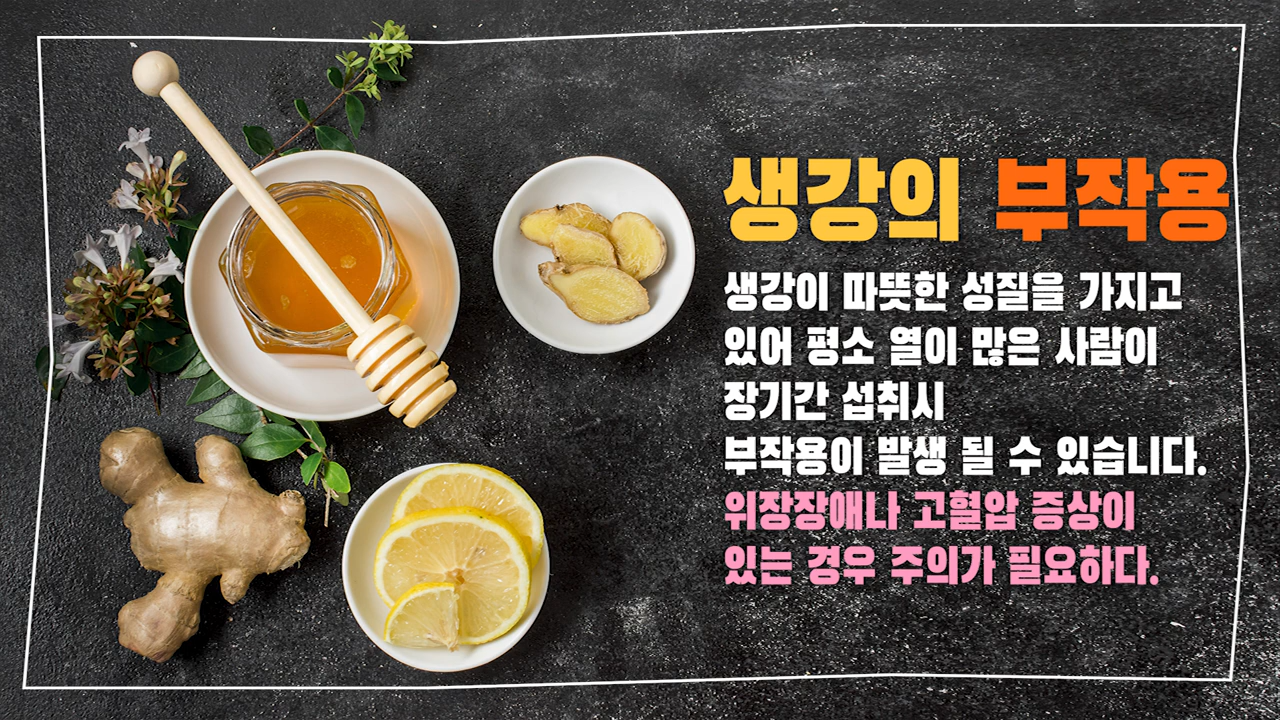 생강의 부작용
생강이 따뜻한 성질을 가지고
있어 평소 열이 많은 사람이
장기간 섭취시
부작용이 발생 될 수 있습니다.
위장장애나 고혈압 증상이
있는 경우 주의가 필요하다.